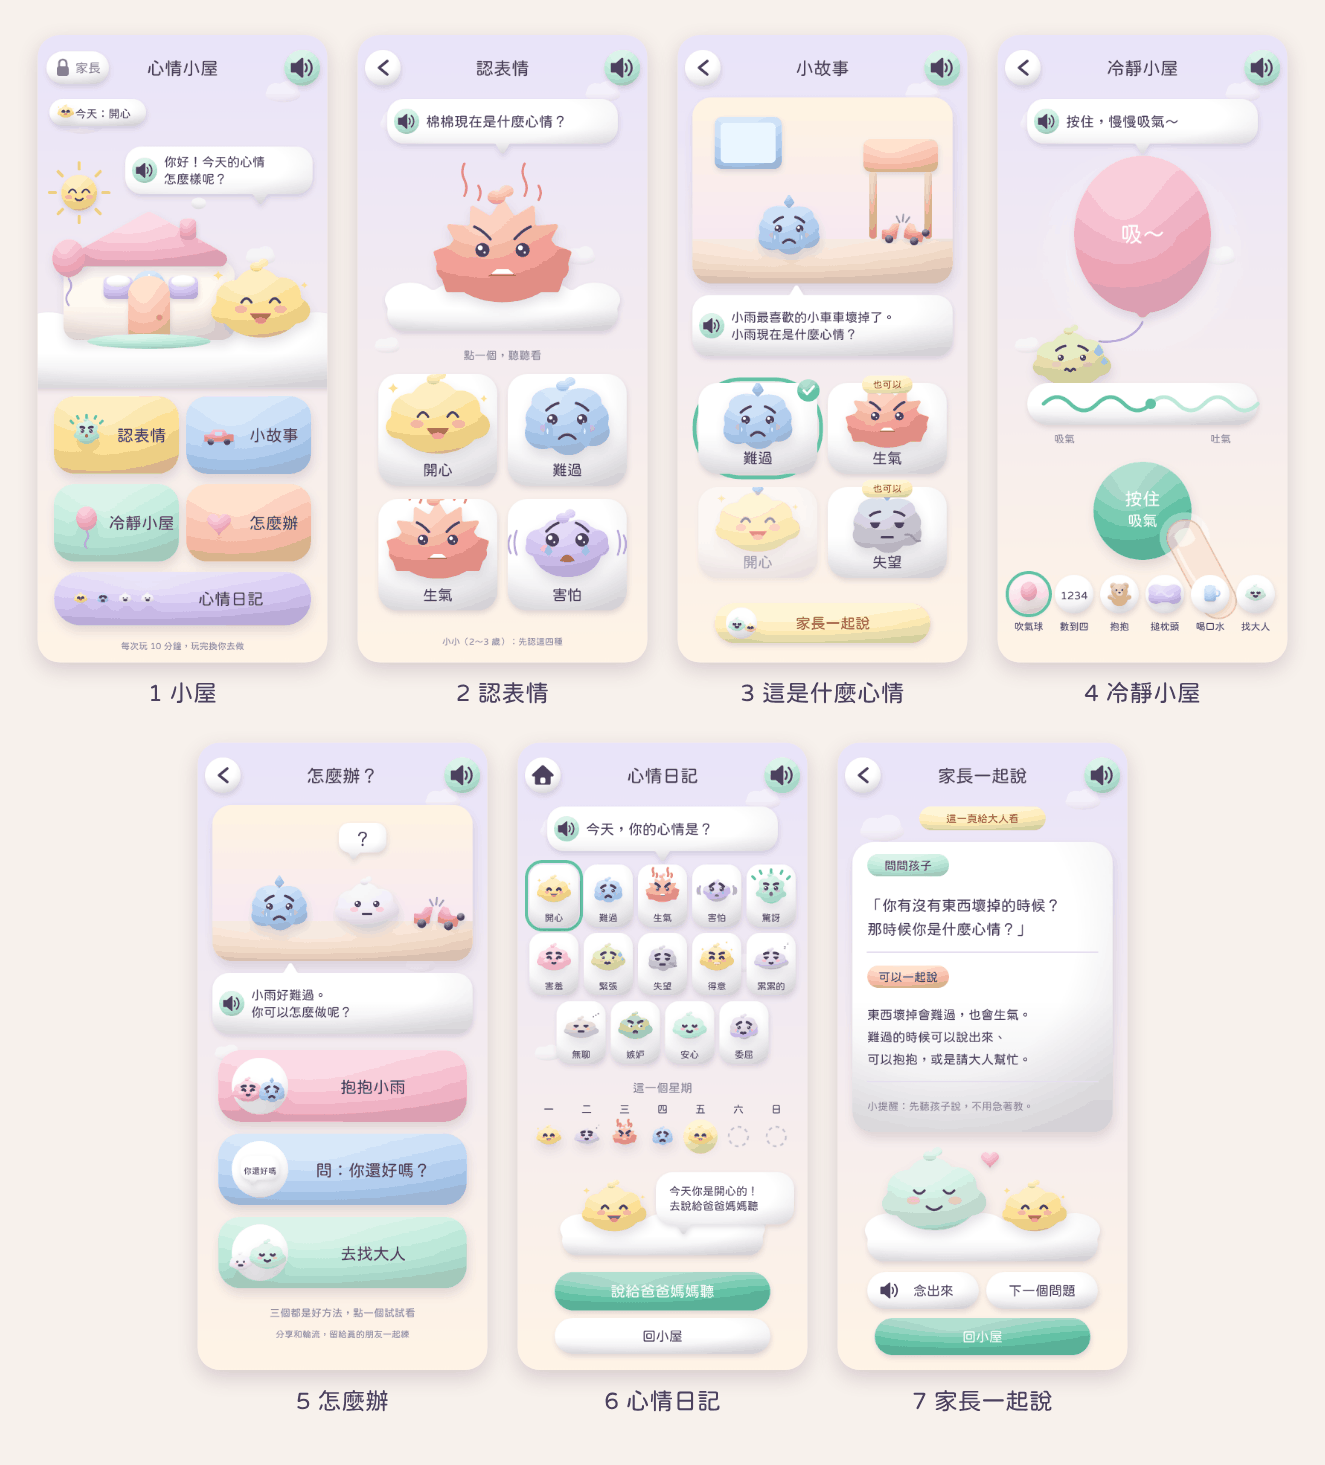 家長
心情小屋
今天：開心
你好！今天的心情
怎麼樣呢？
認表情
小故事
冷靜小屋
怎麼辦
心情日記
每次玩 10 分鐘，玩完換你去做
1 小屋
認表情
棉棉現在是什麼心情？
點一個，聽聽看
開心
難過
生氣
害怕
小小（2～3 歲）：先認這四種
2 認表情
小故事
小雨最喜歡的小車車壞掉了。
小雨現在是什麼心情？
難過
也可以
生氣
開心
也可以
失望
家長一起說
3 這是什麼心情
冷靜小屋
按住，慢慢吸氣～
吸～
吸氣
吐氣
按住
吸氣
1234
吹氣球
數到四
抱抱
搥枕頭
喝口水
找大人
4 冷靜小屋
怎麼辦？
?
小雨好難過。
你可以怎麼做呢？
抱抱小雨
你還好嗎
問：你還好嗎？
去找大人
三個都是好方法，點一個試試看
分享和輪流，留給真的朋友一起練
5 怎麼辦
心情日記
今天，你的心情是？
開心
難過
生氣
害怕
驚訝
害羞
緊張
失望
得意
累累的
無聊
嫉妒
安心
委屈
這一個星期
一 二 三 四 五 六 日
今天你是開心的！
去說給爸爸媽媽聽
說給爸爸媽媽聽
回小屋
6 心情日記
家長一起說
這一頁給大人看
問問孩子
「你有沒有東西壞掉的時候？
那時候你是什麼心情？」
可以一起說
東西壞掉會難過，也會生氣。
難過的時候可以說出來、
可以抱抱，或是請大人幫忙。
小提醒：先聽孩子說，不用急著教。
念出來
下一個問題
回小屋
7 家長一起說